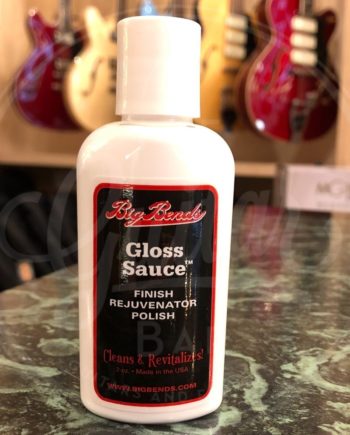 Big Bends
Gloss
Sauce™
FINISH
REJUVENATOR
POLISH
Cleans & Revitalizes!
2 oz. • Made in the USA
WWW.BIGBENDS.COM